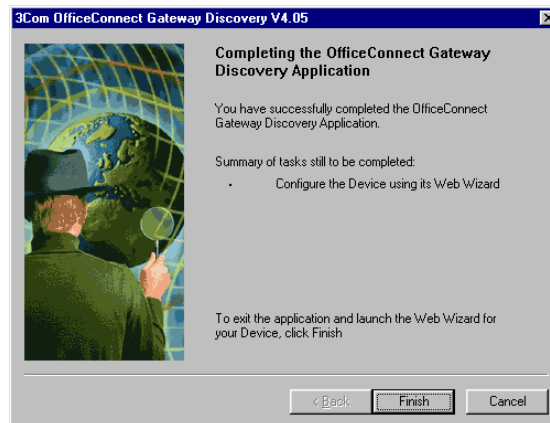 3Com OfficeConnect Gateway Discovery V4.05
Completing the OfficeConnect Gateway
Discovery Application
You have successfully completed the OfficeConnect
Gateway Discovery Application.
Summary of tasks still to be completed:
· Configure the Device using its Web Wizard
To exit the application and launch the Web Wizard for
your Device, click Finish
< Back Finish Cancel